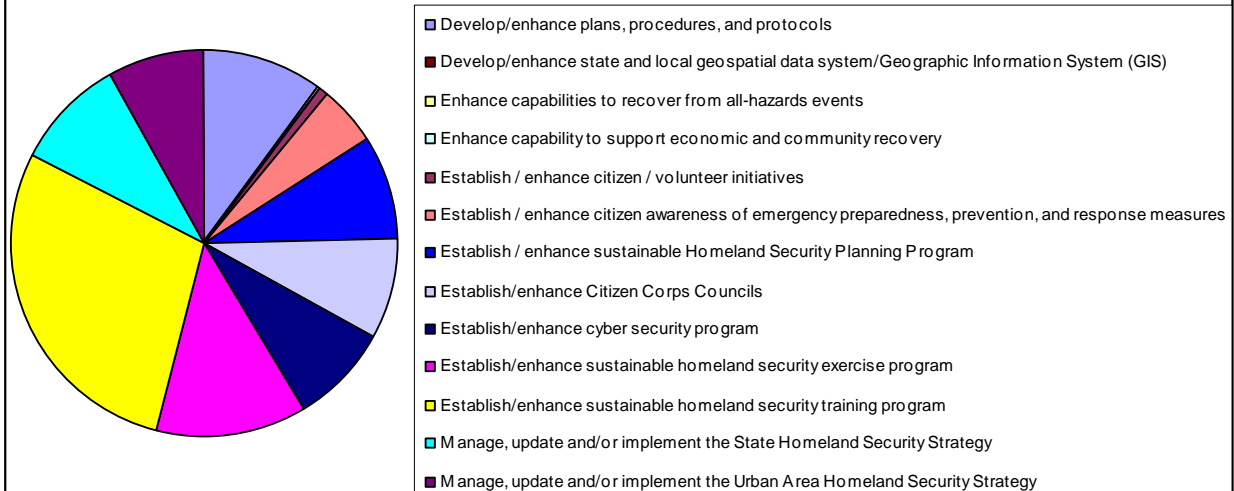 Develop/enhance plans, procedures, and protocols
Develop/enhance state and local geospatial data system/Geographic Information System (GIS)
Enhance capabilities to recover from all-hazards events
Enhance capability to support economic and community recovery
Establish / enhance citizen / volunteer initiatives
Establish / enhance citizen awareness of emergency preparedness, prevention, and response measures
Establish / enhance sustainable Homeland Security Planning Program
Establish/enhance Citizen Corps Councils
Establish/enhance cyber security program
Establish/enhance sustainable homeland security exercise program
Establish/enhance sustainable homeland security training program
Manage, update and/or implement the State Homeland Security Strategy
Manage, update and/or implement the Urban Area Homeland Security Strategy